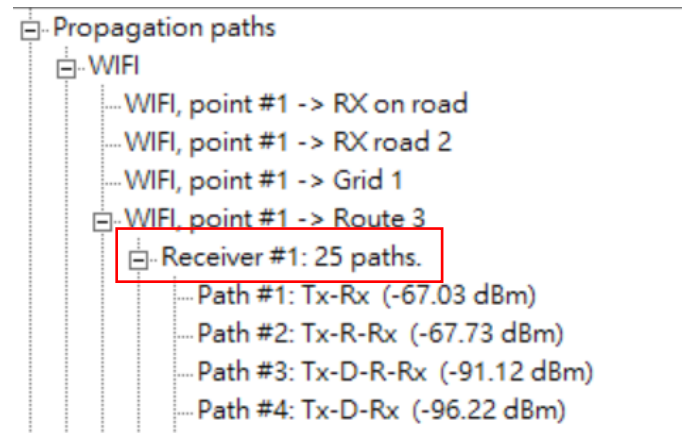 Propagation paths
WIFI
WIFI, point #1 -> RX on road
WIFI, point #1 -> RX road 2
WIFI, point #1 -> Grid 1
WIFI, point #1 -> Route 3
Receiver #1: 25 paths.
Path #1: Tx-Rx (-67.03 dBm)
Path #2: Tx-R-Rx (-67.73 dBm)
Path #3: Tx-D-R-Rx (-91.12 dBm)
Path #4: Tx-D-Rx (-96.22 dBm)